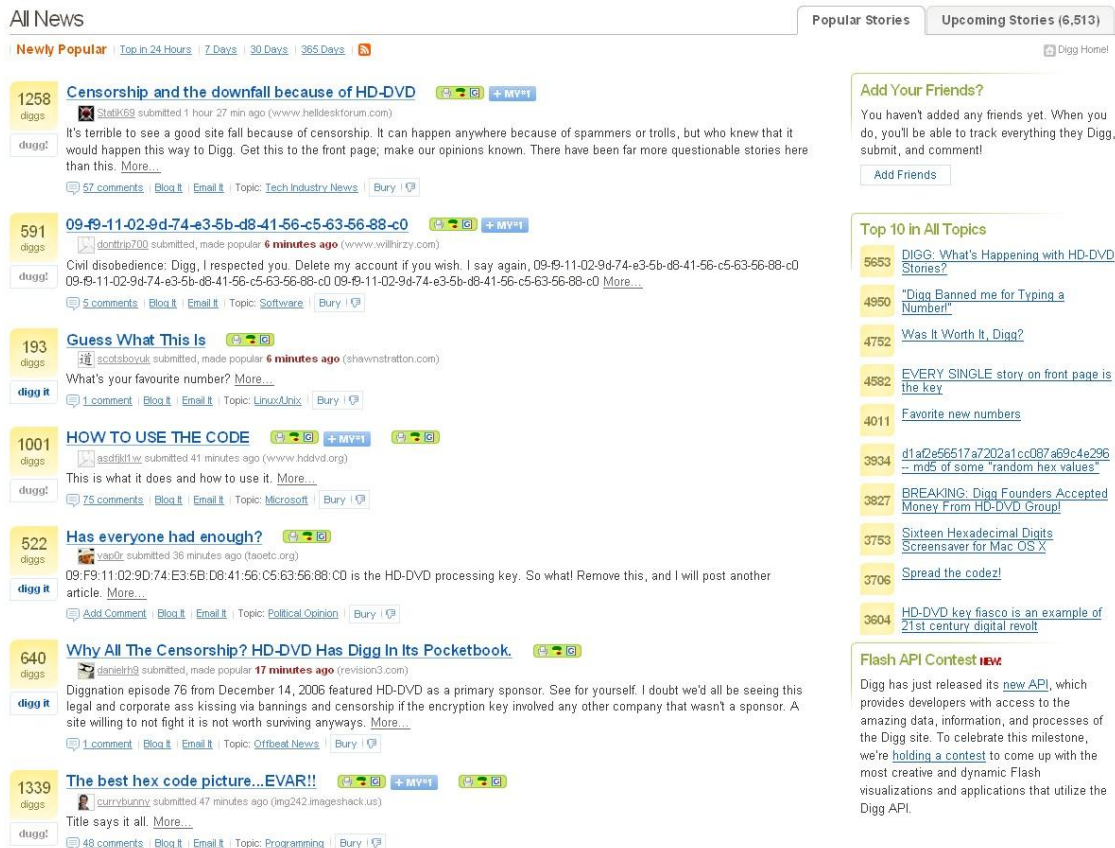 All News
Popular Stories
Upcoming Stories (6,513)
Newly Popular | Top in 24 Hours | 7 Days | 30 Days | 365 Days
Digg Home!
1258 diggs
dugg!
Censorship and the downfall because of HD-DVD
+ MY*1
StatiK69 submitted 1 hour 27 min ago (www.helldeskforum.com)
It's terrible to see a good site fall because of censorship. It can happen anywhere because of spammers or trolls, but who knew that it
would happen this way to Digg. Get this to the front page; make our opinions known. There have been far more questionable stories here
than this. More...
57 comments | Blog It | Email It | Topic: Tech Industry News | Bury
591 diggs
dugg!
09-f9-11-02-9d-74-e3-5b-d8-41-56-c5-63-56-88-c0
+ MY*1
donttrip700 submitted, made popular 6 minutes ago (www.willhirzy.com)
Civil disobedience: Digg, I respected you. Delete my account if you wish. I say again, 09-f9-11-02-9d-74-e3-5b-d8-41-56-c5-63-56-88-c0
09-f9-11-02-9d-74-e3-5b-d8-41-56-c5-63-56-88-c0 09-f9-11-02-9d-74-e3-5b-d8-41-56-c5-63-56-88-c0 More...
5 comments | Blog It | Email It | Topic: Software | Bury
193 diggs
digg it
Guess What This Is
道 scotsboyuk submitted, made popular 6 minutes ago (shawnstratton.com)
What's your favourite number? More...
1 comment | Blog It | Email It | Topic: Linux/Unix | Bury
1001 diggs
dugg!
HOW TO USE THE CODE
+ MY*1
asdfjkl1w submitted 41 minutes ago (www.hddvd.org)
This is what it does and how to use it. More...
75 comments | Blog It | Email It | Topic: Microsoft | Bury
522 diggs
digg it
Has everyone had enough?
vap0r submitted 36 minutes ago (taoetc.org)
09:F9:11:02:9D:74:E3:5B:D8:41:56:C5:63:56:88:C0 is the HD-DVD processing key. So what! Remove this, and I will post another
article. More...
Add Comment | Blog It | Email It | Topic: Political Opinion | Bury
640 diggs
digg it
Why All The Censorship? HD-DVD Has Digg In Its Pocketbook.
danielrh9 submitted, made popular 17 minutes ago (revision3.com)
Diggnation episode 76 from December 14, 2006 featured HD-DVD as a primary sponsor. See for yourself. I doubt we'd all be seeing this
legal and corporate ass kissing via bannings and censorship if the encryption key involved any other company that wasn't a sponsor. A
site willing to not fight it is not worth surviving anyways. More...
1 comment | Blog It | Email It | Topic: Offbeat News | Bury
1339 diggs
dugg!
The best hex code picture...EVAR!!
+ MY*1
currybunny submitted 47 minutes ago (img242.imageshack.us)
Title says it all. More...
48 comments | Blog It | Email It | Topic: Programming | Bury
Add Your Friends?
You haven't added any friends yet. When you
do, you'll be able to track everything they Digg,
submit, and comment!
Add Friends
Top 10 in All Topics
5653 DIGG: What's Happening with HD-DVD
Stories?
4950 "Digg Banned me for Typing a
Number!"
4752 Was It Worth It, Digg?
4582 EVERY SINGLE story on front page is
the key
4011 Favorite new numbers
3934 d1af2e56517a7202a1cc087a69c4e296
-- md5 of some "random hex values"
3827 BREAKING: Digg Founders Accepted
Money From HD-DVD Group!
3753 Sixteen Hexadecimal Digits
Screensaver for Mac OS X
3706 Spread the codez!
3604 HD-DVD key fiasco is an example of
21st century digital revolt
Flash API Contest NEW!
Digg has just released its new API, which
provides developers with access to the
amazing data, information, and processes of
the Digg site. To celebrate this milestone,
we're holding a contest to come up with the
most creative and dynamic Flash
visualizations and applications that utilize the
Digg API.